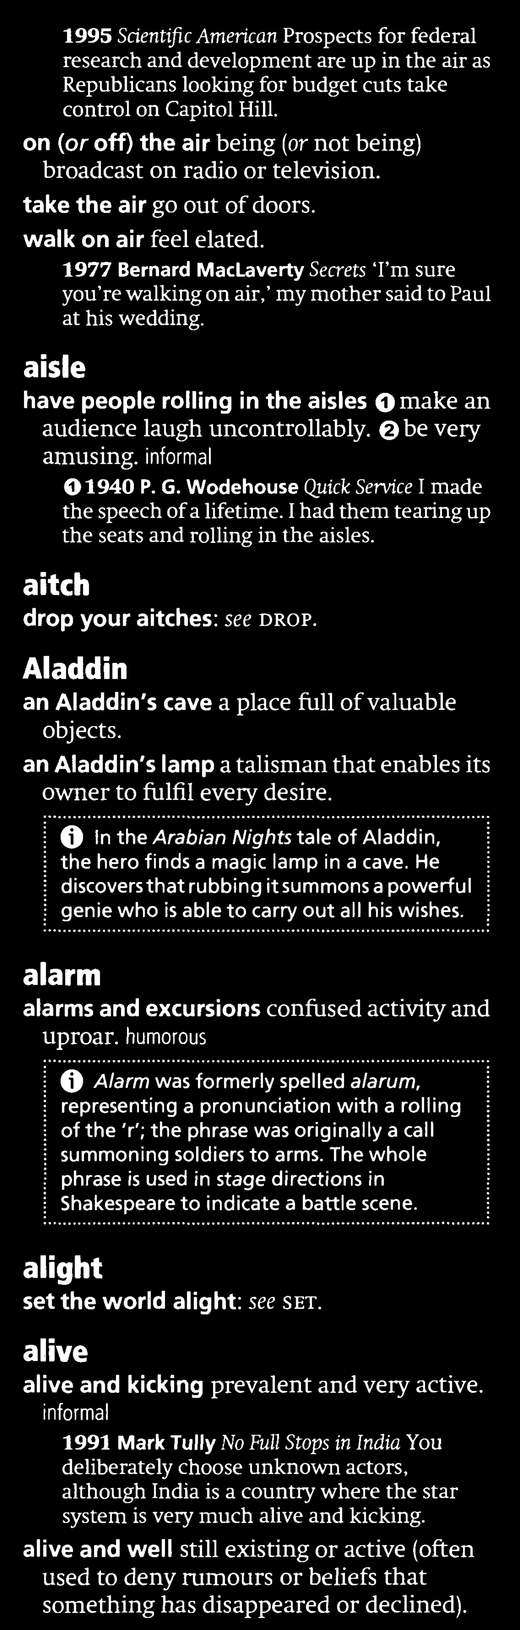 1995 Scientific American Prospects for federal
research and development are up in the air as
Republicans looking for budget cuts take
control on Capitol Hill.
on (or off) the air being (or not being)
broadcast on radio or television.
take the air go out of doors.
walk on air feel elated.
1977 Bernard MacLaverty Secrets ‘I’m sure
you’re walking on air,’ my mother said to Paul
at his wedding.
aisle
have people rolling in the aisles ❶ make an
audience laugh uncontrollably. ❷ be very
amusing. informal
❶ 1940 P. G. Wodehouse Quick Service I made
the speech of a lifetime. I had them tearing up
the seats and rolling in the aisles.
aitch
drop your aitches: see DROP.
Aladdin
an Aladdin’s cave a place full of valuable
objects.
an Aladdin’s lamp a talisman that enables its
owner to fulfil every desire.
i In the Arabian Nights tale of Aladdin,
the hero finds a magic lamp in a cave. He
discovers that rubbing it summons a powerful
genie who is able to carry out all his wishes.
alarm
alarms and excursions confused activity and
uproar. humorous
i Alarm was formerly spelled alarum,
representing a pronunciation with a rolling
of the ‘r’; the phrase was originally a call
summoning soldiers to arms. The whole
phrase is used in stage directions in
Shakespeare to indicate a battle scene.
alight
set the world alight: see SET.
alive
alive and kicking prevalent and very active.
informal
1991 Mark Tully No Full Stops in India You
deliberately choose unknown actors,
although India is a country where the star
system is very much alive and kicking.
alive and well still existing or active (often
used to deny rumours or beliefs that
something has disappeared or declined).